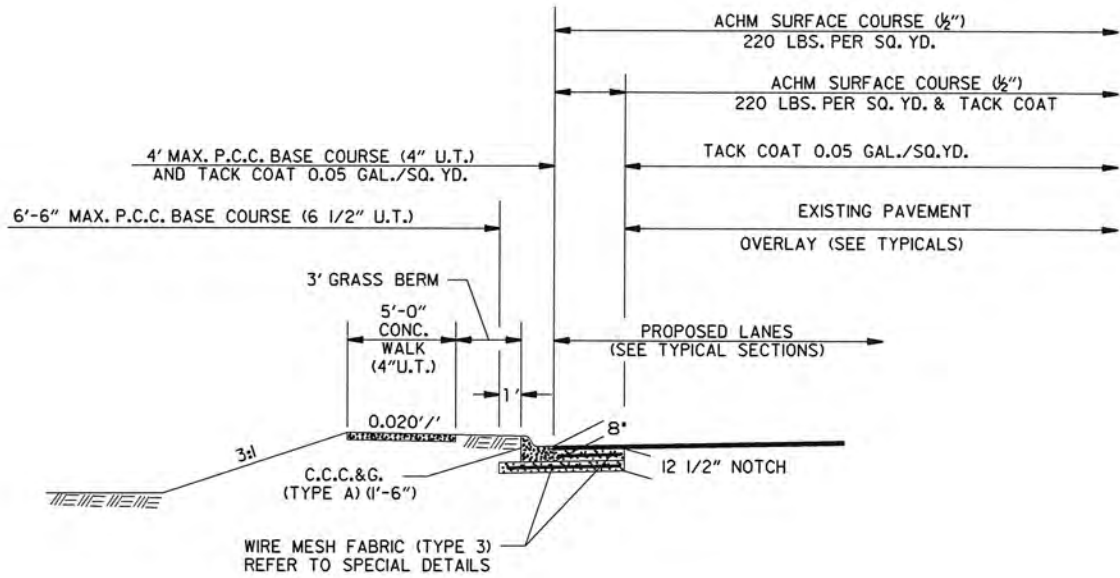 ACHM SURFACE COURSE (½")
220 LBS. PER SQ. YD.
ACHM SURFACE COURSE (½")
220 LBS. PER SQ. YD. & TACK COAT
4' MAX. P.C.C. BASE COURSE (4" U.T.)
AND TACK COAT 0.05 GAL./SQ. YD.
TACK COAT 0.05 GAL./SQ.YD.
6'-6" MAX. P.C.C. BASE COURSE (6 1/2" U.T.)
EXISTING PAVEMENT
OVERLAY (SEE TYPICALS)
3' GRASS BERM
5'-0"
CONC.
WALK
(4"U.T.)
PROPOSED LANES
(SEE TYPICAL SECTIONS)
1'
0.020'/'
8"
3:1
C.C.C.&G.
(TYPE A) (1'-6")
12 1/2" NOTCH
WIRE MESH FABRIC (TYPE 3)
REFER TO SPECIAL DETAILS